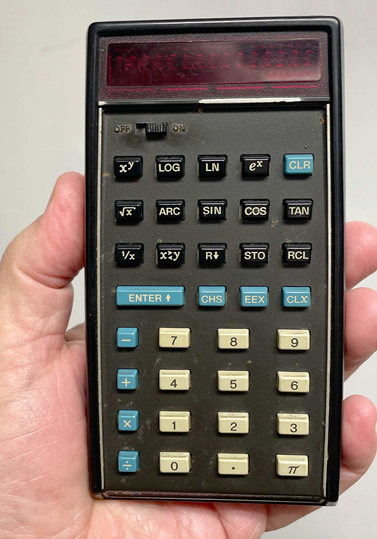 OFF ON
xʸ LOG LN eˣ CLR
√x ARC SIN COS TAN
1/x x⇄y R↓ STO RCL
ENTER ↑ CHS EEX CLX
− 7 8 9
+ 4 5 6
× 1 2 3
÷ 0 . π